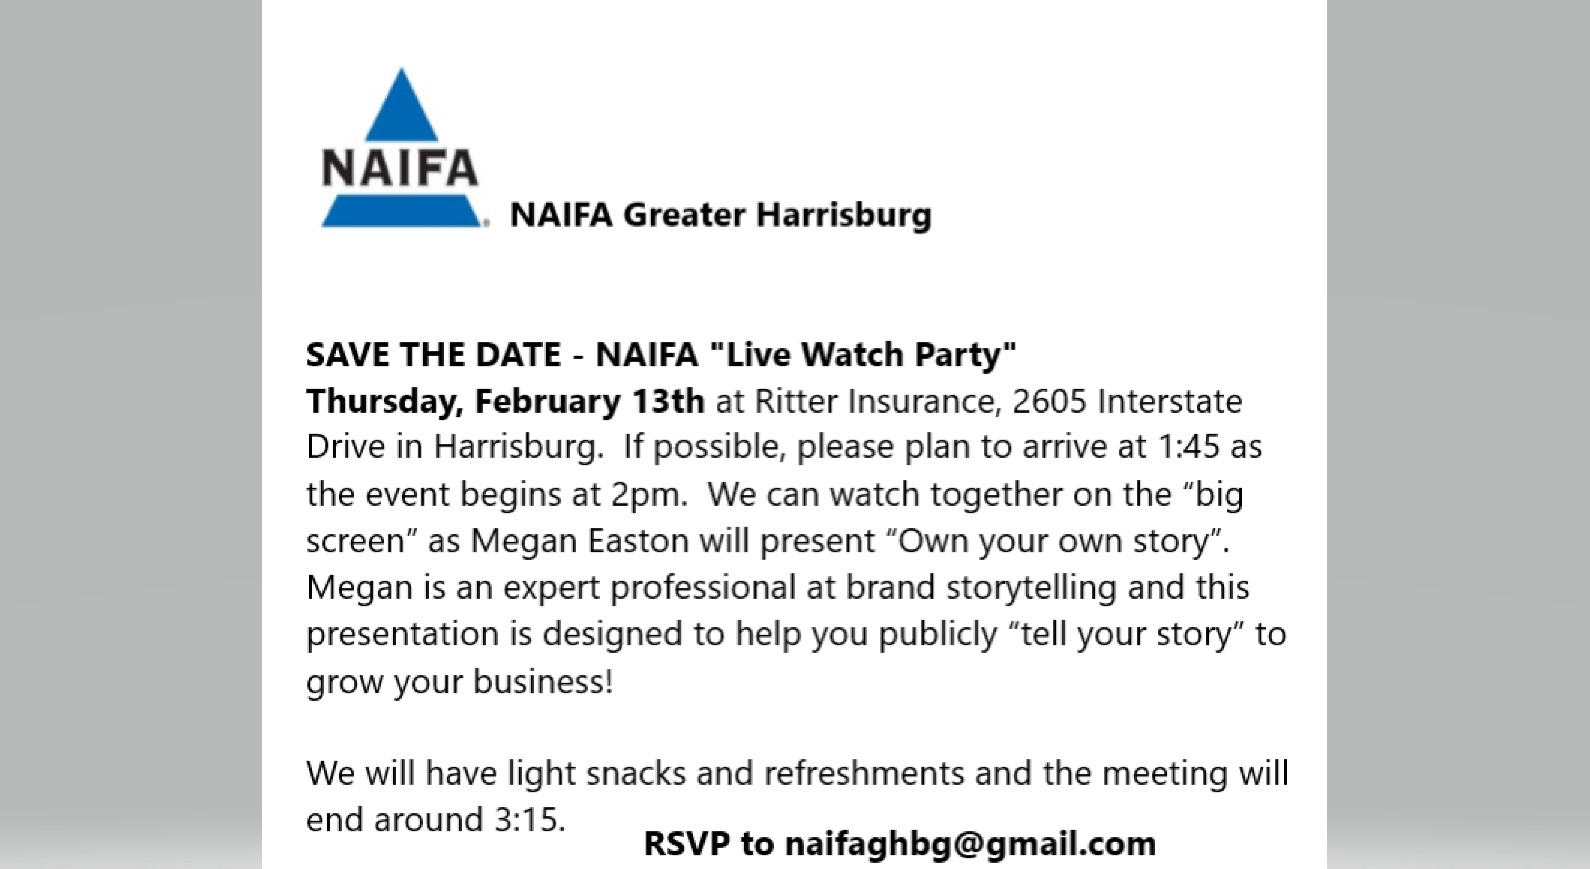 NAIFA
NAIFA Greater Harrisburg
SAVE THE DATE - NAIFA "Live Watch Party"
Thursday, February 13th at Ritter Insurance, 2605 Interstate
Drive in Harrisburg.  If possible, please plan to arrive at 1:45 as
the event begins at 2pm.  We can watch together on the “big
screen” as Megan Easton will present “Own your own story”.
Megan is an expert professional at brand storytelling and this
presentation is designed to help you publicly “tell your story” to
grow your business!
We will have light snacks and refreshments and the meeting will
end around 3:15.
RSVP to naifaghbg@gmail.com